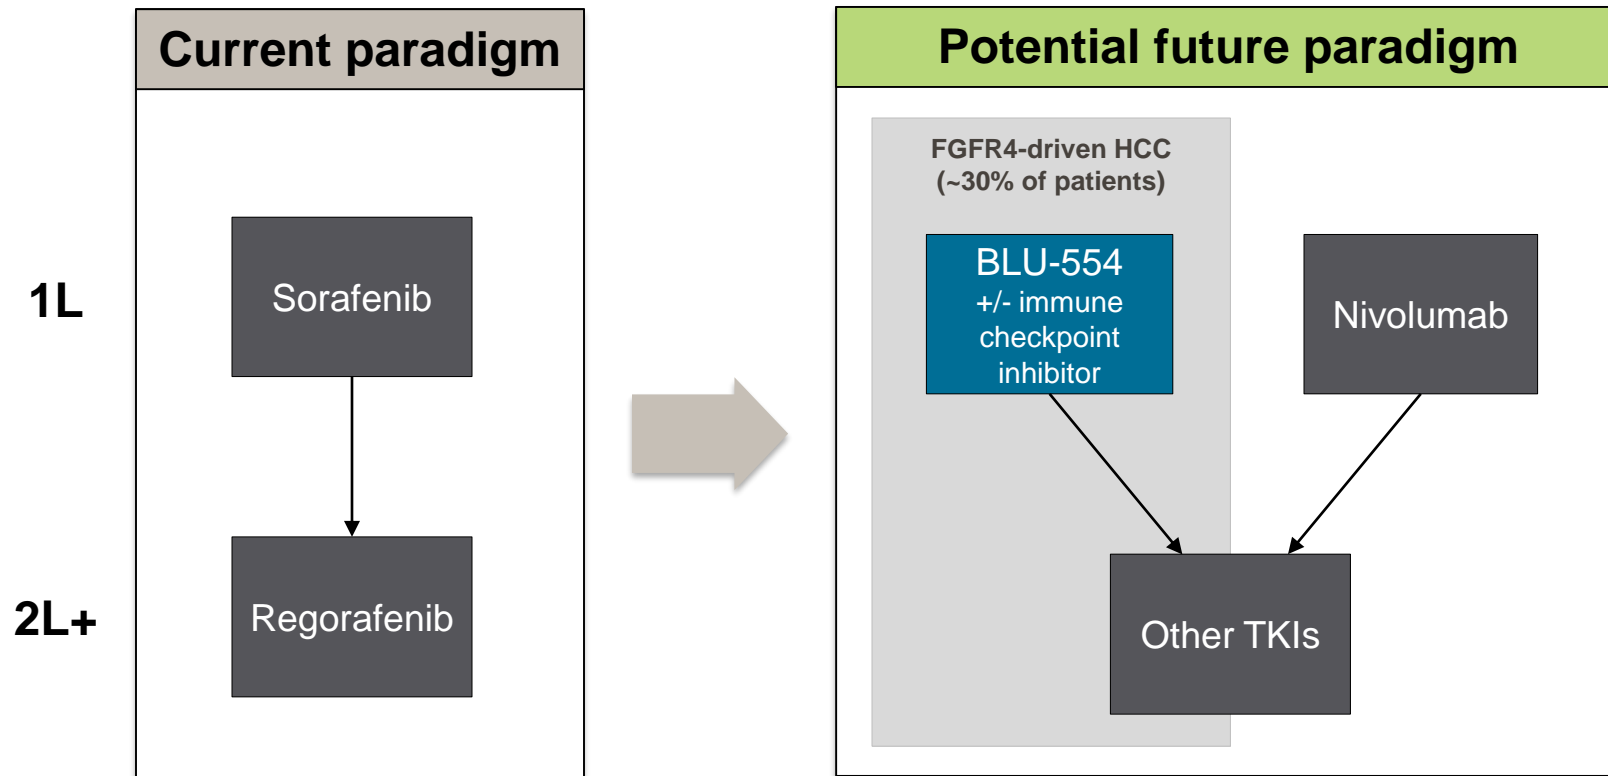 Current paradigm
Potential future paradigm
FGFR4-driven HCC
(~30% of patients)
1L
Sorafenib
BLU-554
+/- immune
checkpoint
inhibitor
Nivolumab
2L+
Regorafenib
Other TKIs